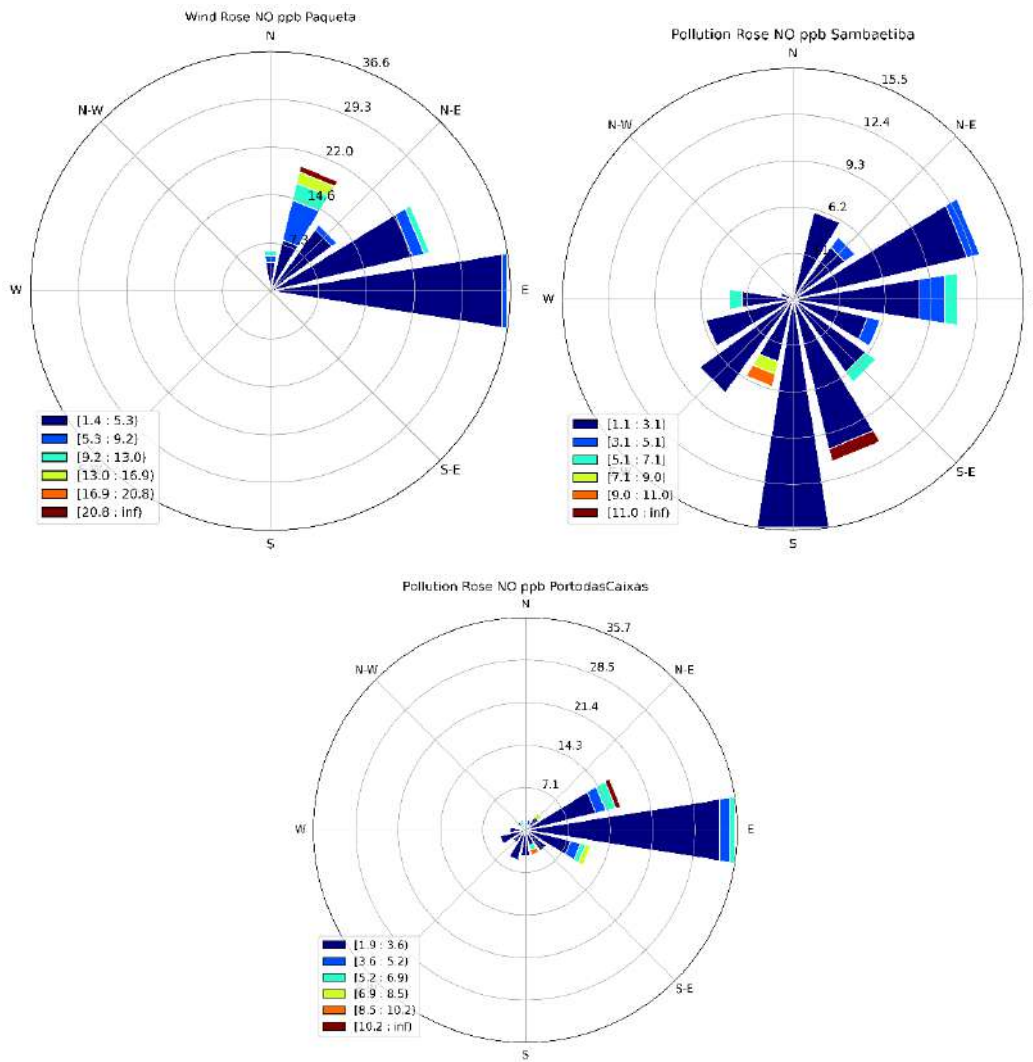 Wind Rose NO ppb Paqueta
N
36.6
N-W
29.3
N-E
22.0
14.6
W
E
[1.4 : 5.3)
[5.3 : 9.2)
[9.2 : 13.0)
[13.0 : 16.9)
[16.9 : 20.8)
[20.8 : inf)
S-E
S
Pollution Rose NO ppb Sambaetiba
N
15.5
N-W
12.4
N-E
9.3
6.2
W
E
[1.1 : 3.1)
[3.1 : 5.1)
[5.1 : 7.1)
[7.1 : 9.0)
[9.0 : 11.0)
[11.0 : inf)
S-E
S
Pollution Rose NO ppb PortodasCaixas
N
35.7
N-W
28.5
N-E
21.4
14.3
7.1
W
E
[1.9 : 3.6)
[3.6 : 5.2)
[5.2 : 6.9)
[6.9 : 8.5)
[8.5 : 10.2)
[10.2 : inf)
S-E
S